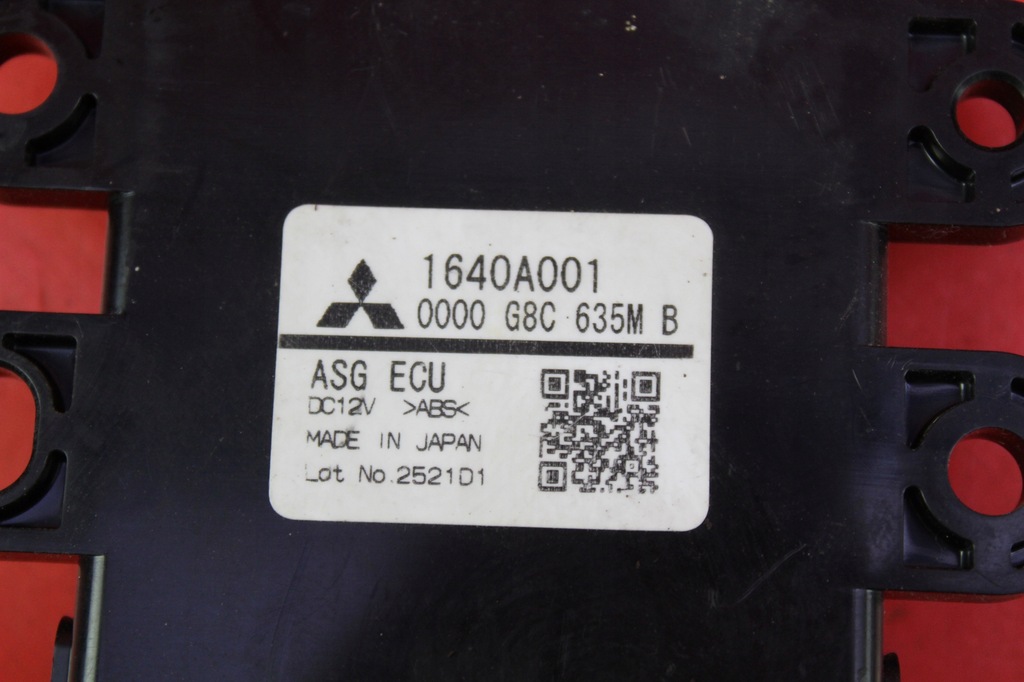 1640A001
0000 G8C 635M B
ASG ECU
DC12V >ABS<
MADE IN JAPAN
Lot No.2521D1